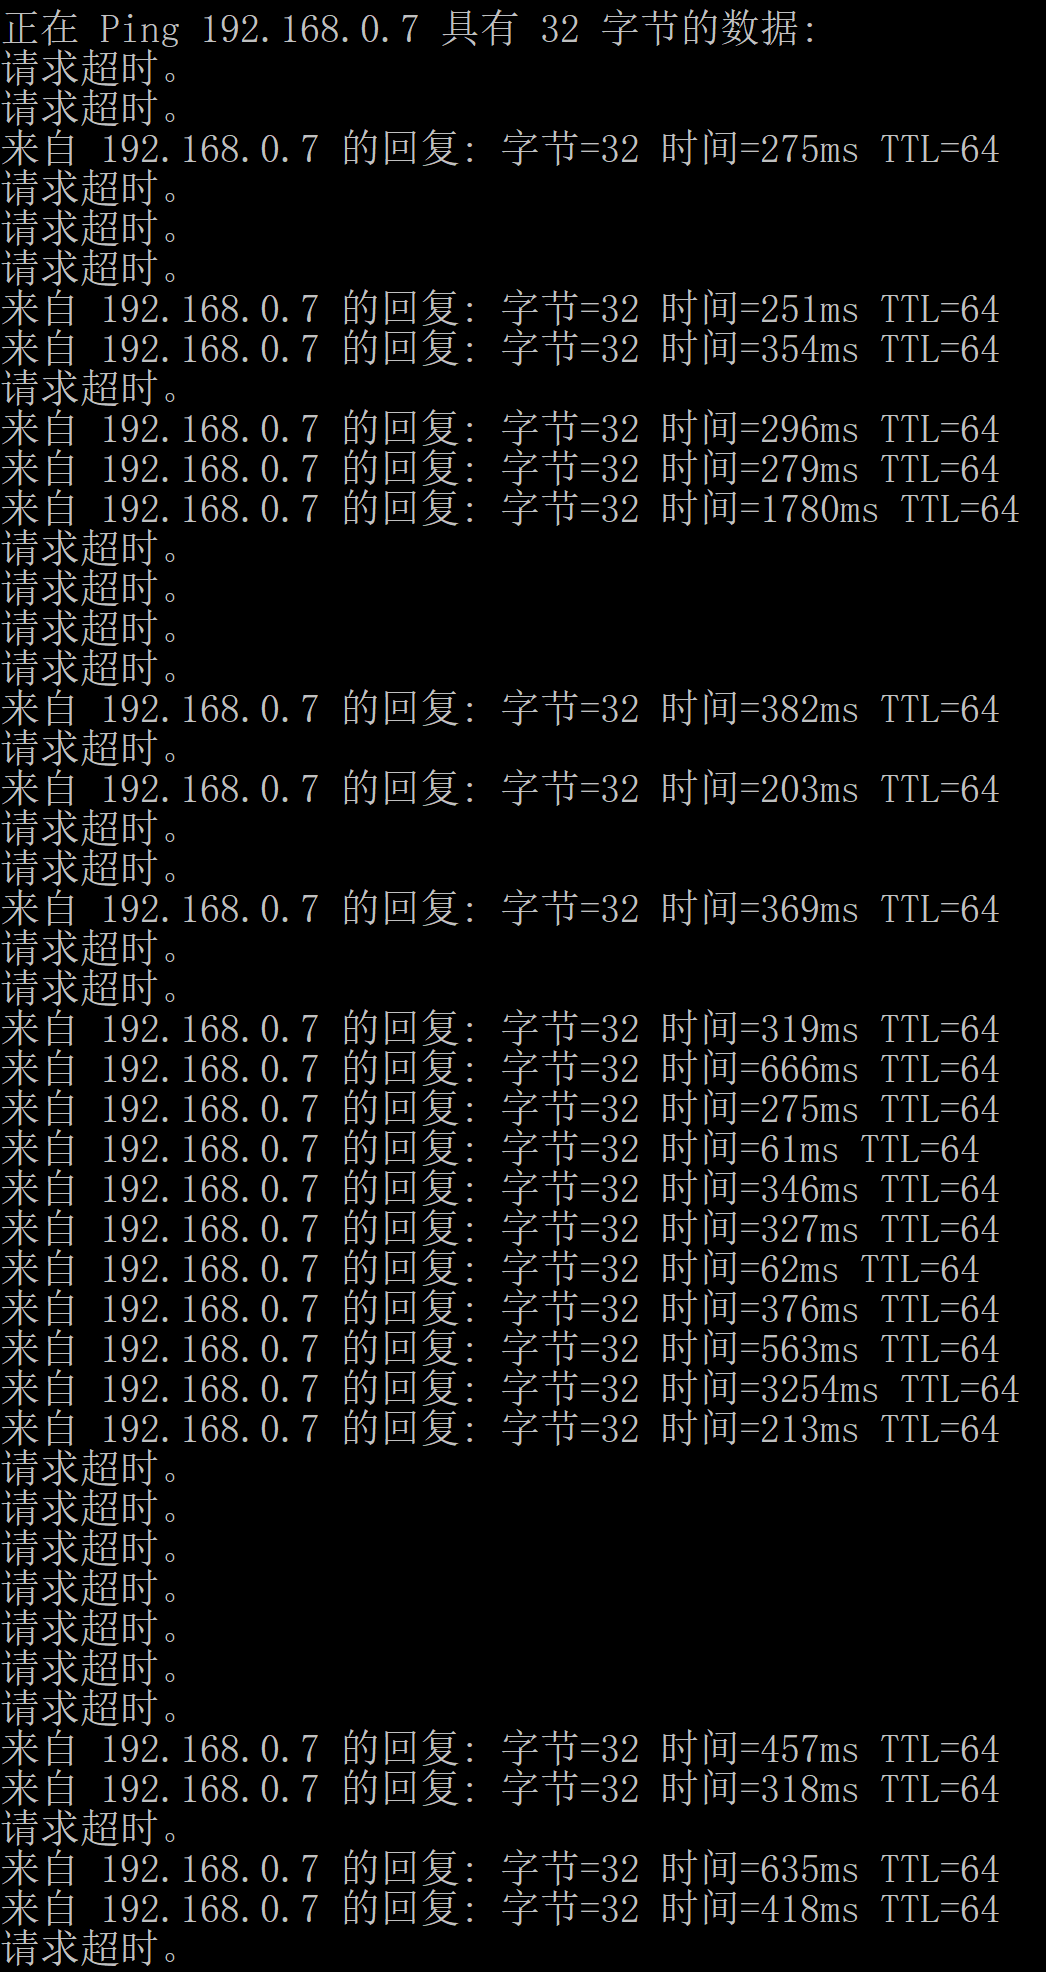 正在 Ping 192.168.0.7 具有 32 字节的数据:
请求超时。
请求超时。
来自 192.168.0.7 的回复: 字节=32 时间=275ms TTL=64
请求超时。
请求超时。
请求超时。
来自 192.168.0.7 的回复: 字节=32 时间=251ms TTL=64
来自 192.168.0.7 的回复: 字节=32 时间=354ms TTL=64
请求超时。
来自 192.168.0.7 的回复: 字节=32 时间=296ms TTL=64
来自 192.168.0.7 的回复: 字节=32 时间=279ms TTL=64
来自 192.168.0.7 的回复: 字节=32 时间=1780ms TTL=64
请求超时。
请求超时。
请求超时。
请求超时。
来自 192.168.0.7 的回复: 字节=32 时间=382ms TTL=64
请求超时。
来自 192.168.0.7 的回复: 字节=32 时间=203ms TTL=64
请求超时。
请求超时。
来自 192.168.0.7 的回复: 字节=32 时间=369ms TTL=64
请求超时。
请求超时。
来自 192.168.0.7 的回复: 字节=32 时间=319ms TTL=64
来自 192.168.0.7 的回复: 字节=32 时间=666ms TTL=64
来自 192.168.0.7 的回复: 字节=32 时间=275ms TTL=64
来自 192.168.0.7 的回复: 字节=32 时间=61ms TTL=64
来自 192.168.0.7 的回复: 字节=32 时间=346ms TTL=64
来自 192.168.0.7 的回复: 字节=32 时间=327ms TTL=64
来自 192.168.0.7 的回复: 字节=32 时间=62ms TTL=64
来自 192.168.0.7 的回复: 字节=32 时间=376ms TTL=64
来自 192.168.0.7 的回复: 字节=32 时间=563ms TTL=64
来自 192.168.0.7 的回复: 字节=32 时间=3254ms TTL=64
来自 192.168.0.7 的回复: 字节=32 时间=213ms TTL=64
请求超时。
请求超时。
请求超时。
请求超时。
请求超时。
请求超时。
请求超时。
来自 192.168.0.7 的回复: 字节=32 时间=457ms TTL=64
来自 192.168.0.7 的回复: 字节=32 时间=318ms TTL=64
请求超时。
来自 192.168.0.7 的回复: 字节=32 时间=635ms TTL=64
来自 192.168.0.7 的回复: 字节=32 时间=418ms TTL=64
请求超时。